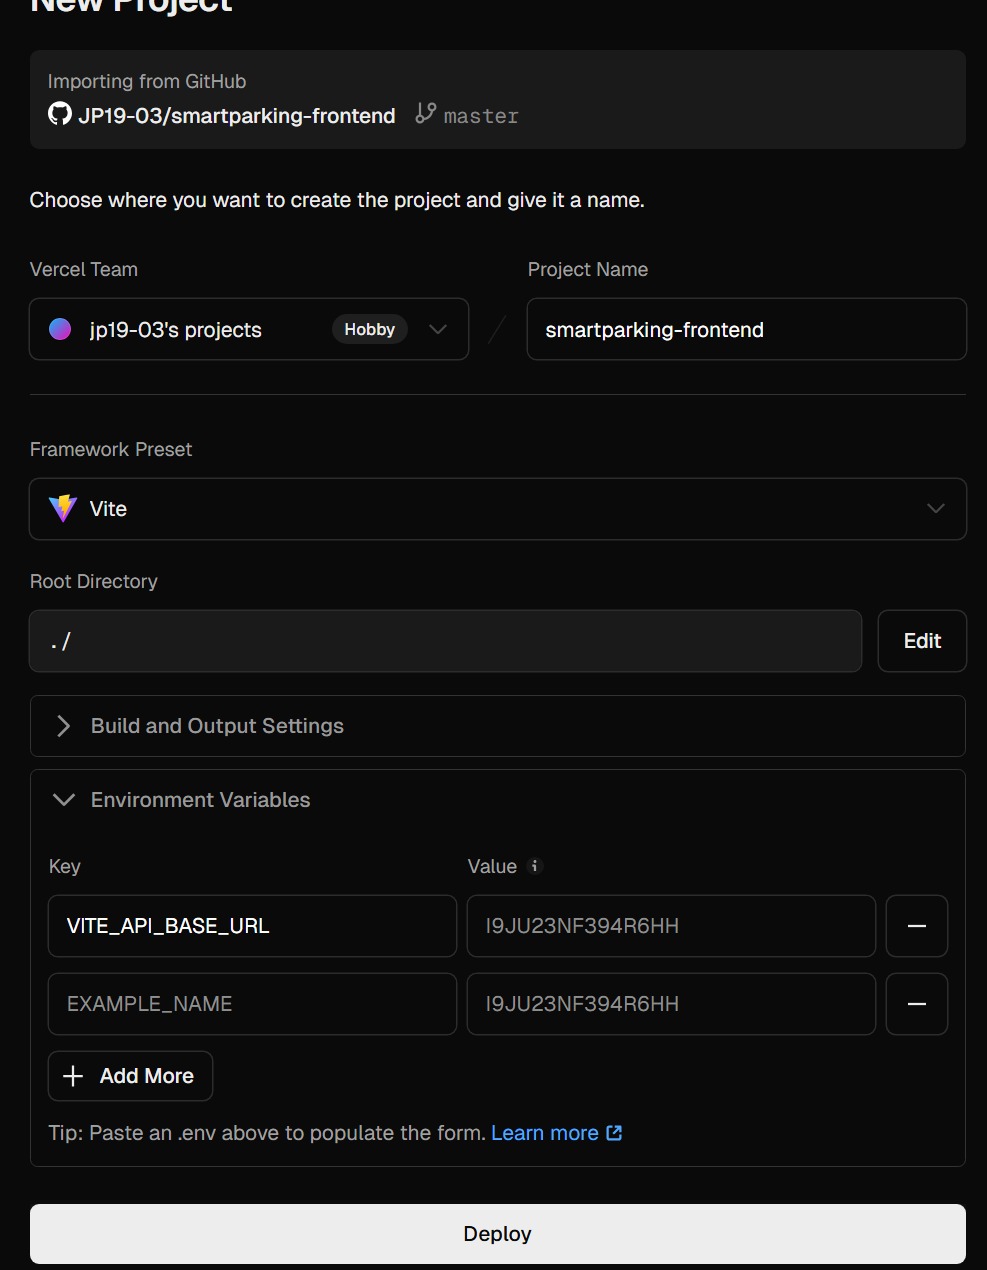 New Project
Importing from GitHub
JP19-03/smartparking-frontend master
Choose where you want to create the project and give it a name.
Vercel Team
Project Name
jp19-03's projects Hobby
smartparking-frontend
Framework Preset
Vite
Root Directory
./
Edit
Build and Output Settings
Environment Variables
Key
Value
VITE_API_BASE_URL
I9JU23NF394R6HH
EXAMPLE_NAME
I9JU23NF394R6HH
Add More
Tip: Paste an .env above to populate the form. Learn more
Deploy